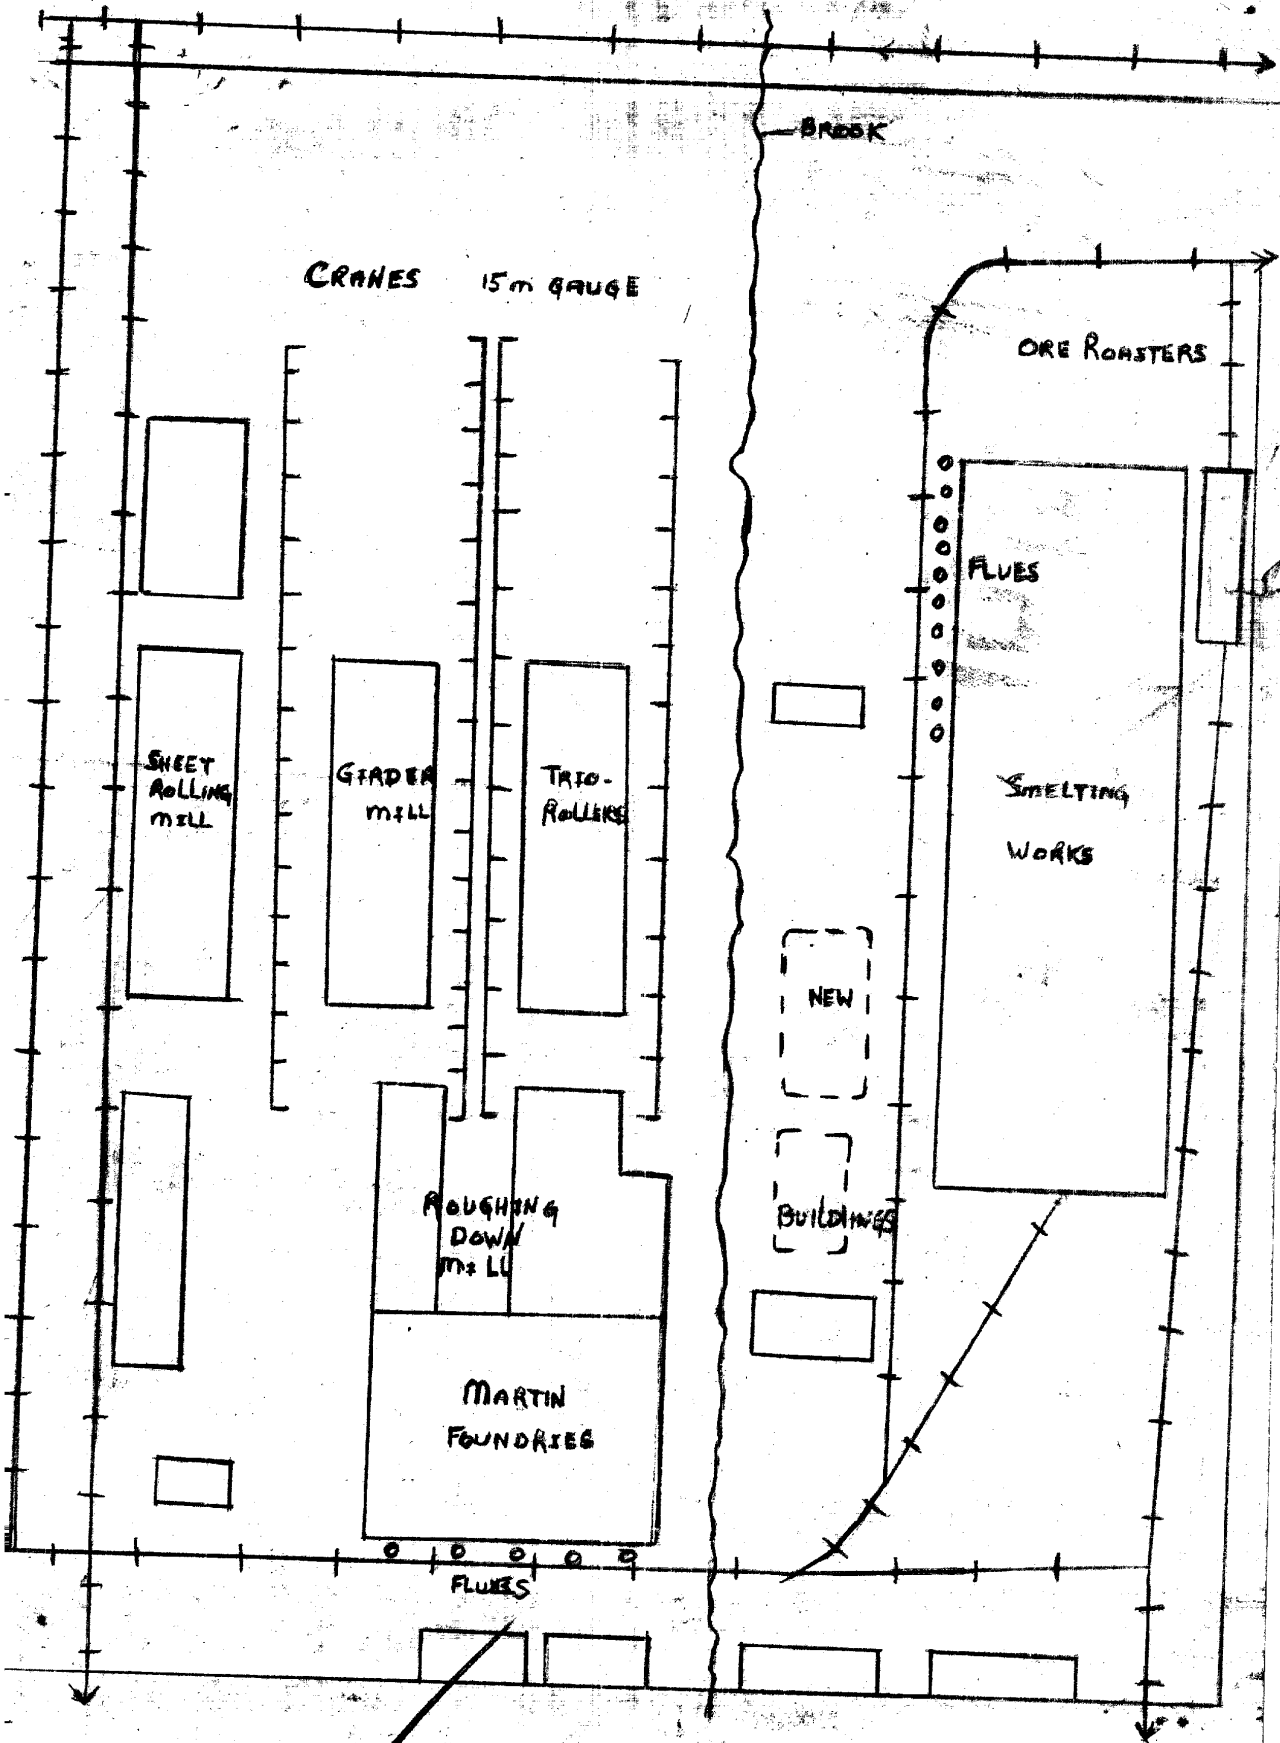 BROOK
CRANES 15m GAUGE
ORE ROASTERS
FLUES
SHEET
ROLLING
MILL
GIRDER
MILL
TRIO-
ROLLERS
SMELTING
WORKS
NEW
BUILDINGS
ROUGHING
DOWN
MILL
MARTIN
FOUNDRIES
FLUES